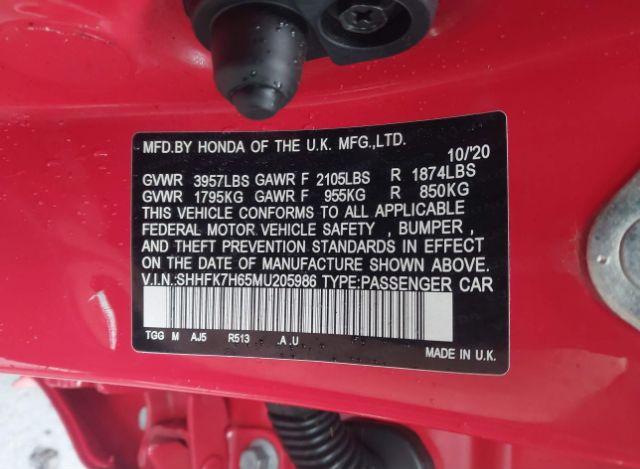 MFD.BY HONDA OF THE U.K. MFG.,LTD.
10/'20
GVWR 3957LBS GAWR F 2105LBS R 1874LBS
GVWR 1795KG GAWR F 955KG R 850KG
THIS VEHICLE CONFORMS TO ALL APPLICABLE
FEDERAL MOTOR VEHICLE SAFETY , BUMPER ,
AND THEFT PREVENTION STANDARDS IN EFFECT
ON THE DATE OF MANUFACTURE SHOWN ABOVE.
V.I.N.:SHHFK7H65MU205986 TYPE:PASSENGER CAR
TGG M AJ5 R513 .A .U
MADE IN U.K.